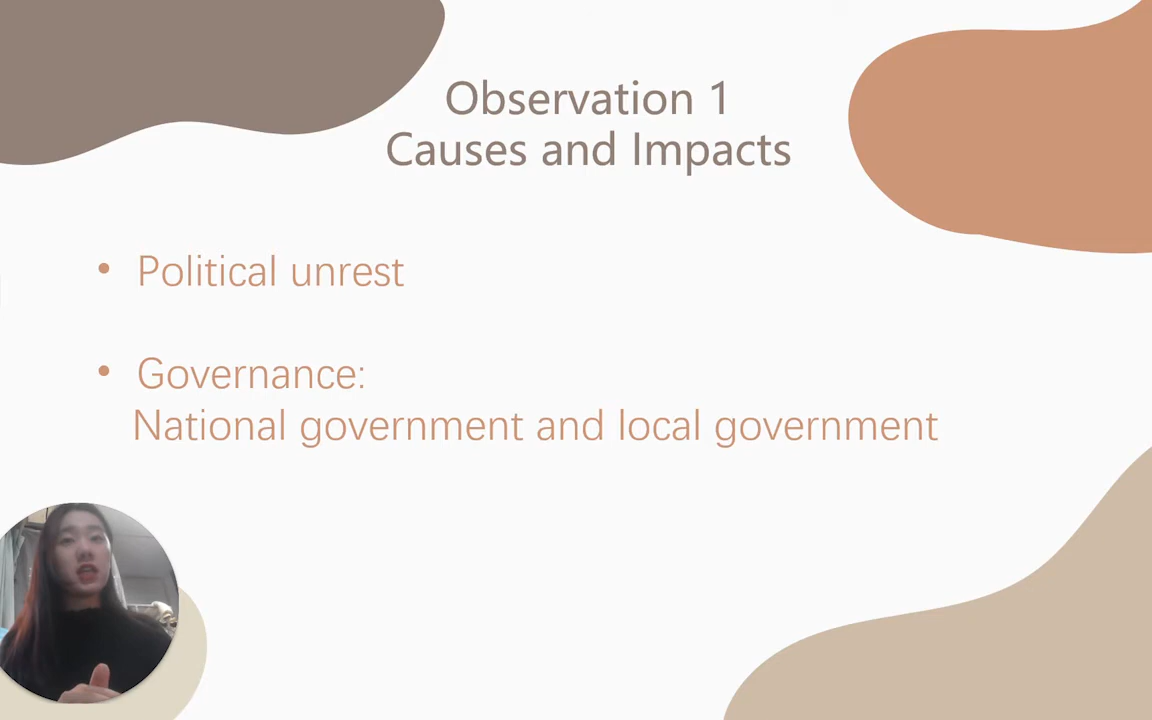 Observation 1
Causes and Impacts
• Political unrest
• Governance:
National government and local government